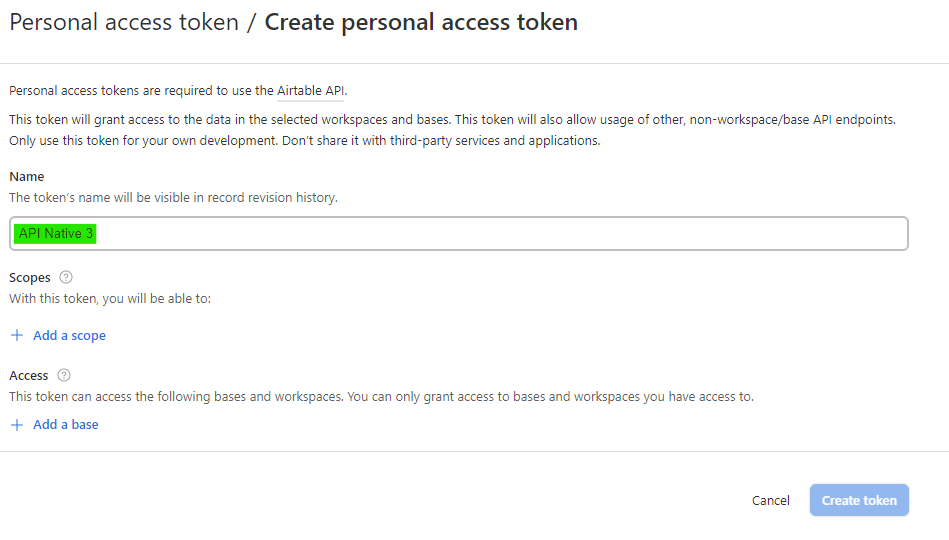 Personal access token / Create personal access token
Personal access tokens are required to use the Airtable API.
This token will grant access to the data in the selected workspaces and bases. This token will also allow usage of other, non-workspace/base API endpoints.
Only use this token for your own development. Don't share it with third-party services and applications.
Name
The token's name will be visible in record revision history.
API Native 3
Scopes ?
With this token, you will be able to:
+ Add a scope
Access ?
This token can access the following bases and workspaces. You can only grant access to bases and workspaces you have access to.
+ Add a base
Cancel Create token